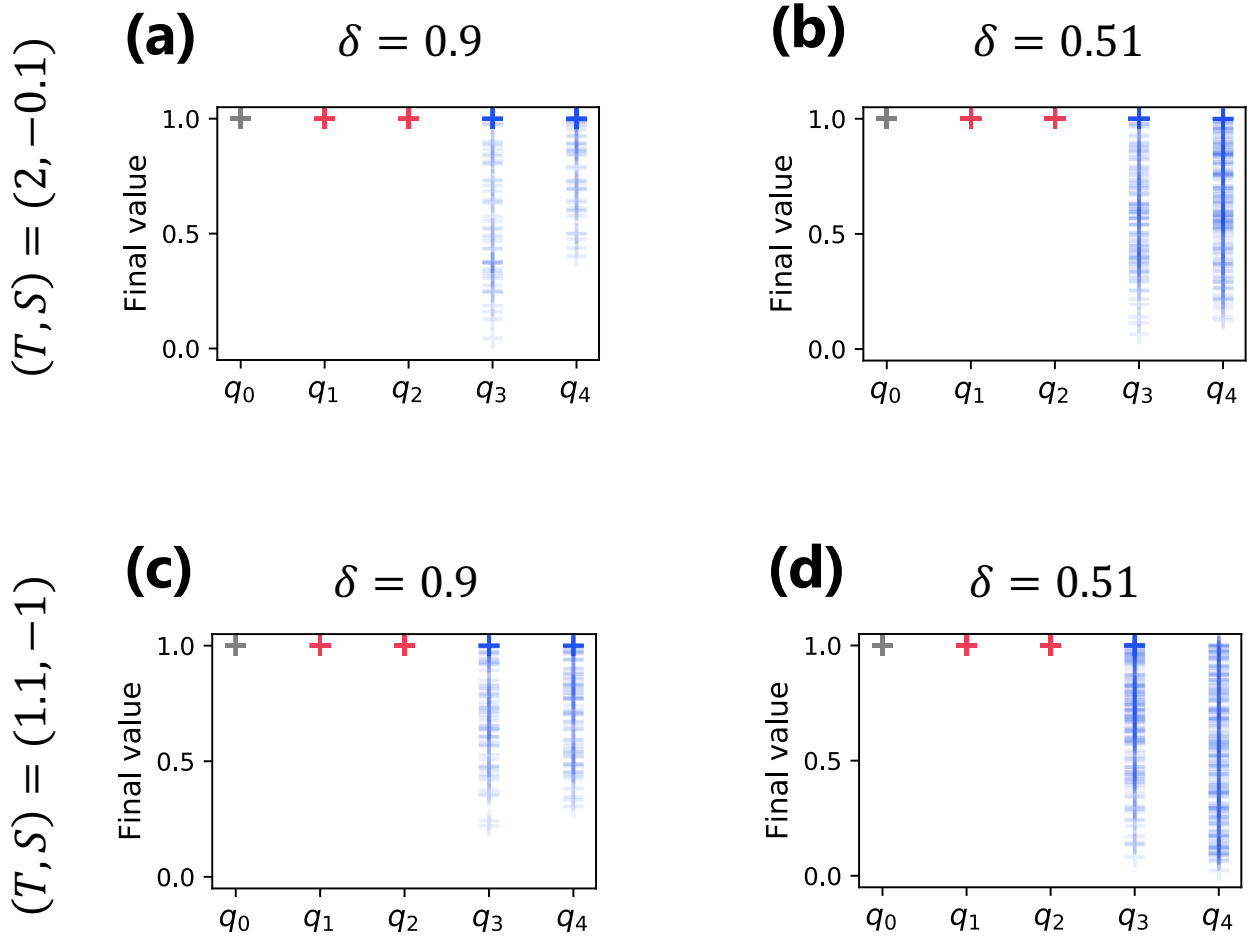 (T, S) = (2, −0.1)
(a) δ = 0.9
Final value
1.0
0.5
0.0
q0 q1 q2 q3 q4
(b) δ = 0.51
Final value
1.0
0.5
0.0
q0 q1 q2 q3 q4
(T, S) = (1.1, −1)
(c) δ = 0.9
Final value
1.0
0.5
0.0
q0 q1 q2 q3 q4
(d) δ = 0.51
Final value
1.0
0.5
0.0
q0 q1 q2 q3 q4